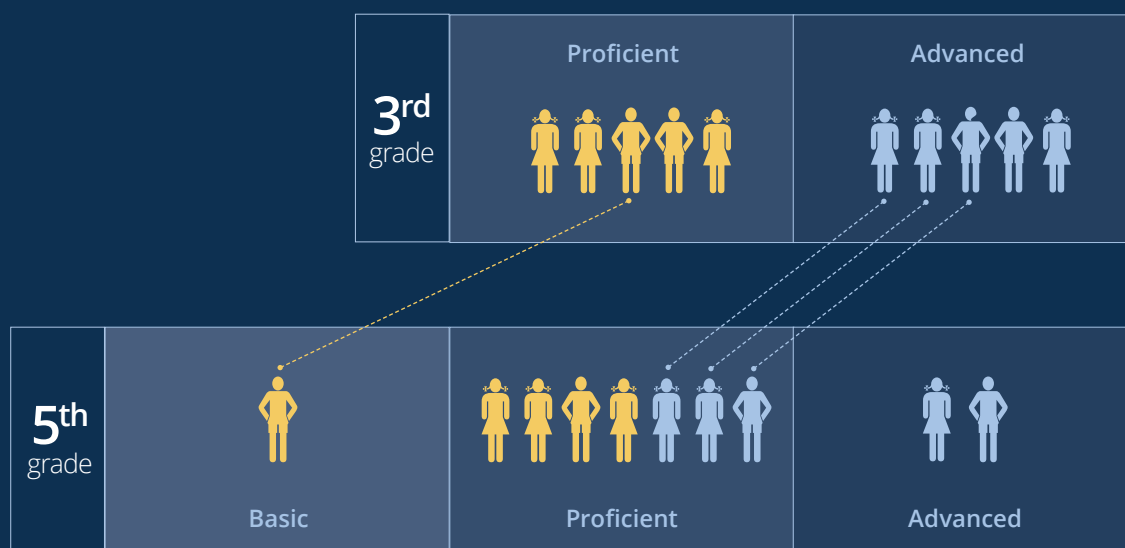 Proficient
Advanced
3rd
grade
5th
grade
Basic
Proficient
Advanced